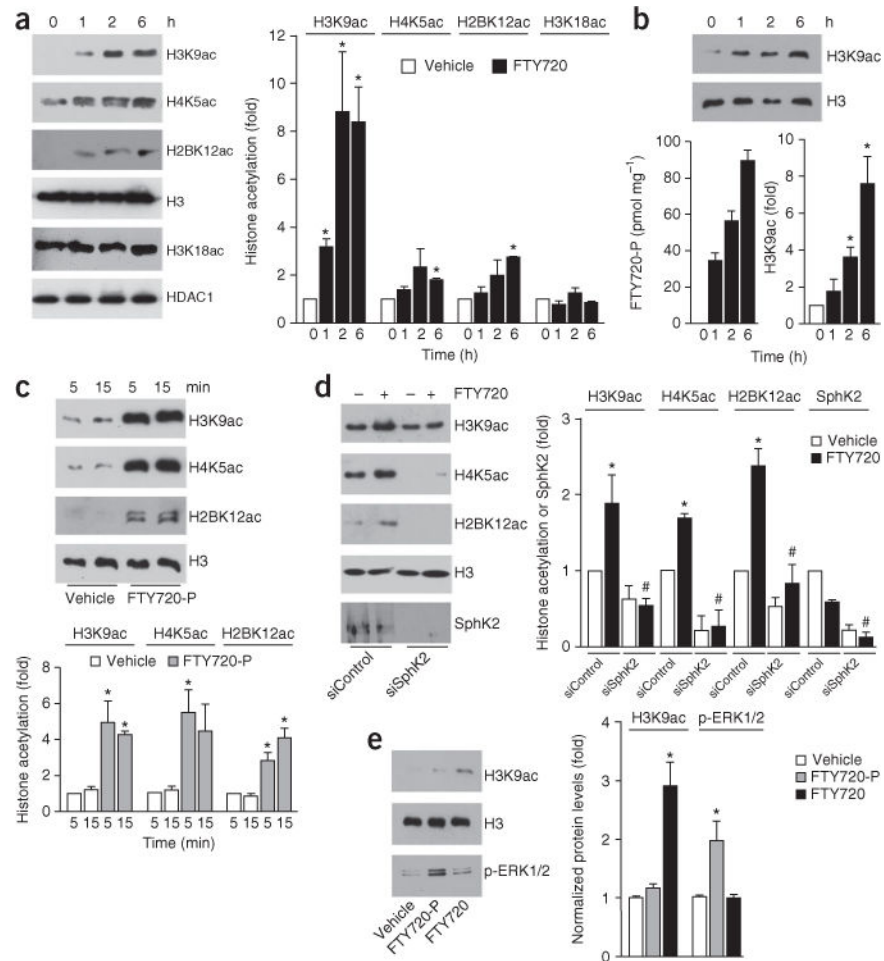 a
0 1 2 6 h
H3K9ac
H4K5ac
H2BK12ac
H3
H3K18ac
HDAC1
H3K9ac H4K5ac H2BK12ac H3K18ac
Vehicle FTY720
Histone acetylation (fold)
12
10
8
6
4
2
0
0 1 2 6 0 1 2 6 0 1 2 6 0 1 2 6
Time (h)
* * * * *
b
0 1 2 6 h
H3K9ac
H3
FTY720-P (pmol mg−1)
100
80
60
40
20
0
0 1 2 6
H3K9ac (fold)
10
8
6
4
2
0
0 1 2 6
* *
Time (h)
c
5 15 5 15 min
H3K9ac
H4K5ac
H2BK12ac
H3
Vehicle FTY720-P
H3K9ac H4K5ac H2BK12ac
Vehicle FTY720-P
Histone acetylation (fold)
8
6
4
2
0
* * * * *
5 15 5 15 5 15 5 15 5 15 5 15
Time (min)
d
− + − + FTY720
H3K9ac
H4K5ac
H2BK12ac
H3
SphK2
siControl siSphK2
H3K9ac H4K5ac H2BK12ac SphK2
Vehicle
FTY720
Histone acetylation or SphK2 (fold)
3
2
1
0
* # * # * # #
siControl siSphK2 siControl siSphK2 siControl siSphK2 siControl siSphK2
e
H3K9ac
H3
p-ERK1/2
Vehicle FTY720-P FTY720
H3K9ac p-ERK1/2
Vehicle
FTY720-P
FTY720
Normalized protein levels (fold)
4
3
2
1
0
* *